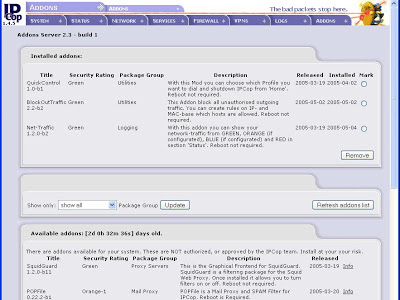 IPCop
1.4.5
ADDONS
ADDONS
The bad packets stop here.
SYSTEM STATUS NETWORK SERVICES FIREWALL VPNS LOGS ADDONS
Addons Server 2.3 - build 1
Installed addons:
Title Security Rating Package Group Description Released Installed Mark
QuickControl 1.0-b1 Green Utilities With this Mod you can choose which Profile you want to dial and shutdown IPCop from 'Home'. Reboot not required. 2005-03-19 2005-04-02
BlockOutTraffic 2.2-b2 Green Utilities This Addon block all unauthorised outgoing traffic. You can create rules on IP- and MAC-base which hosts are allowed. Reboot not required. 2005-05-02 2005-05-02
Net-Traffic 1.2.0-b2 Green Logging With this addon you can show your network-traffic from GREEN, ORANGE (if configurated), BLUE (if configurated) and RED in section 'Status'. Reboot not required. 2005-03-19 2005-05-04
Remove
Show only: show all Package Group Update Refresh addons list
Available addons: [2d 0h 32m 36s] days old.
There are addons available for your system. These are NOT authorized, or approved by the IPCop team. Install at your own risk.
Title Security Rating Package Group Description Released
SquidGuard 1.2.0-b11 Green Proxy Servers This is the Graphical Frontend for SquidGuard. SquidGuard is a filtering package for the Squid Web Proxy. Once installed it allows you to turn filters on or off. Reboot not required. 2005-03-19 Info
POPFile 0.22.2-b1 Orange-1 Mail Proxy POPFile is a Mail Proxy and SPAM Filter for IPCop. Reboot is Required. 2005-03-20 Info